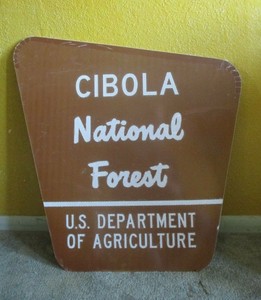 CIBOLA
National
Forest
U.S. DEPARTMENT
OF AGRICULTURE